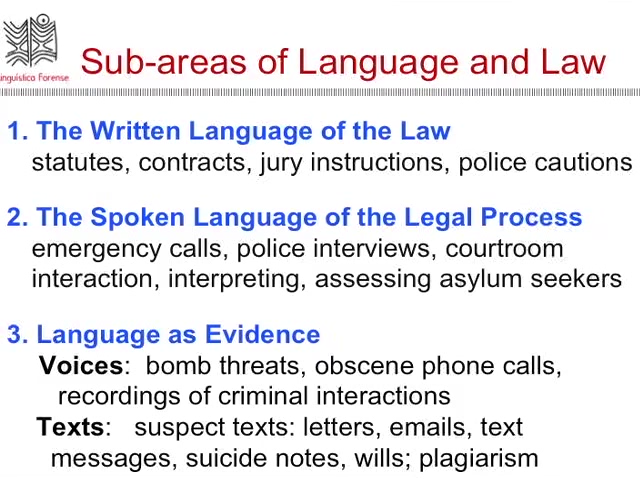 Linguística Forense
Sub-areas of Language and Law
1. The Written Language of the Law
statutes, contracts, jury instructions, police cautions
2. The Spoken Language of the Legal Process
emergency calls, police interviews, courtroom
interaction, interpreting, assessing asylum seekers
3. Language as Evidence
Voices: bomb threats, obscene phone calls,
recordings of criminal interactions
Texts: suspect texts: letters, emails, text
messages, suicide notes, wills; plagiarism